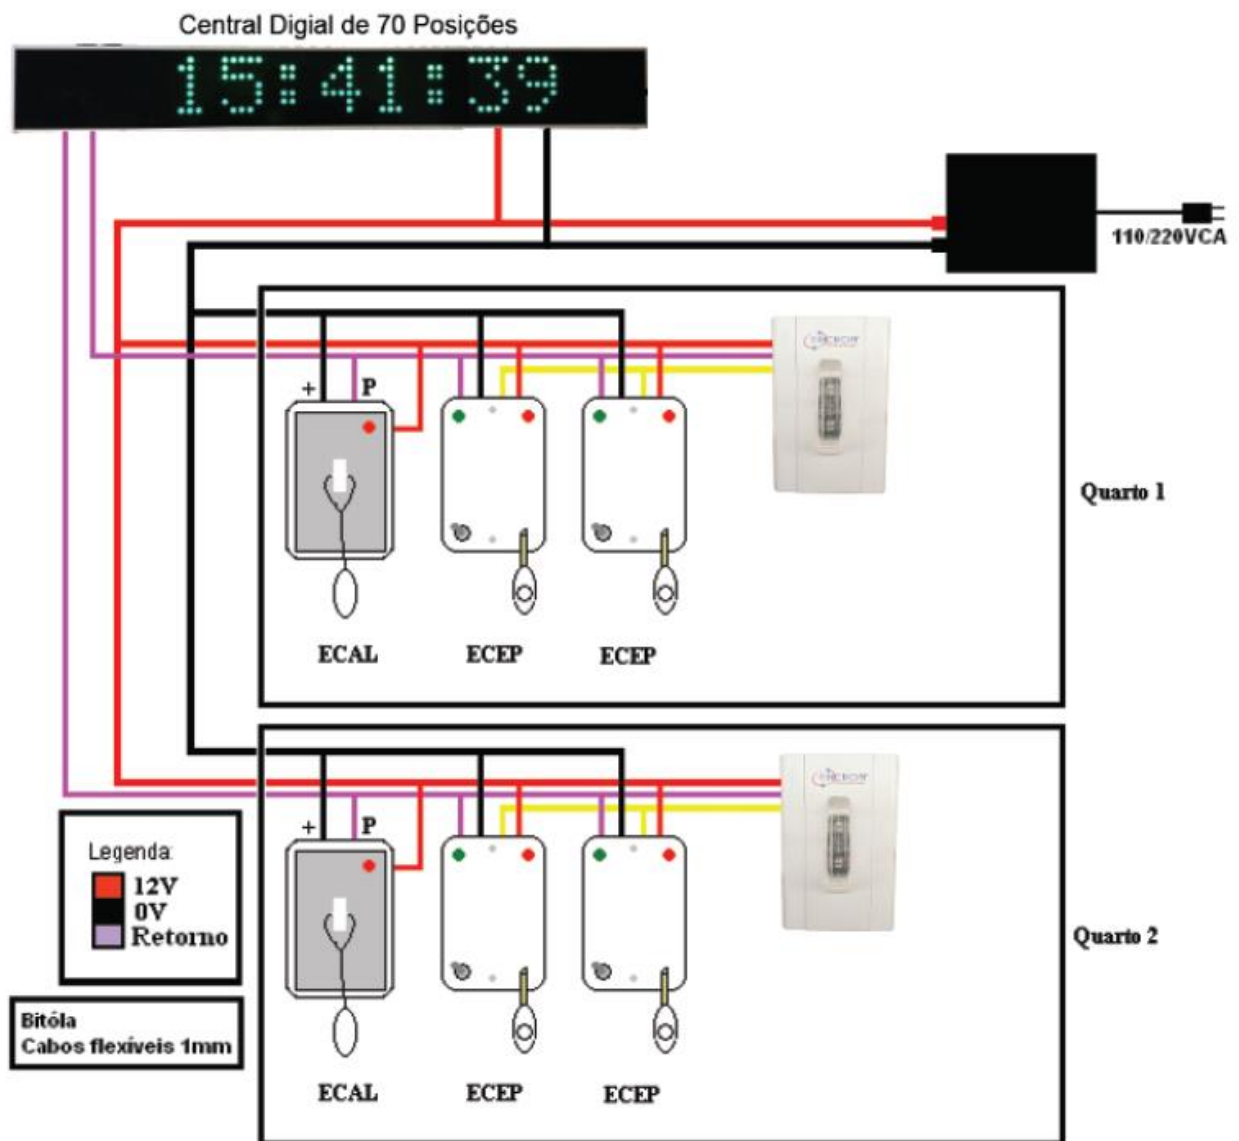 Central Digial de 70 Posições
15:41:39
110/220VCA
+ P
Quarto 1
ECAL ECEP ECEP
+ P
Legenda:
12V
0V
Retorno
Quarto 2
Bitóla
Cabos flexíveis 1mm
ECAL ECEP ECEP